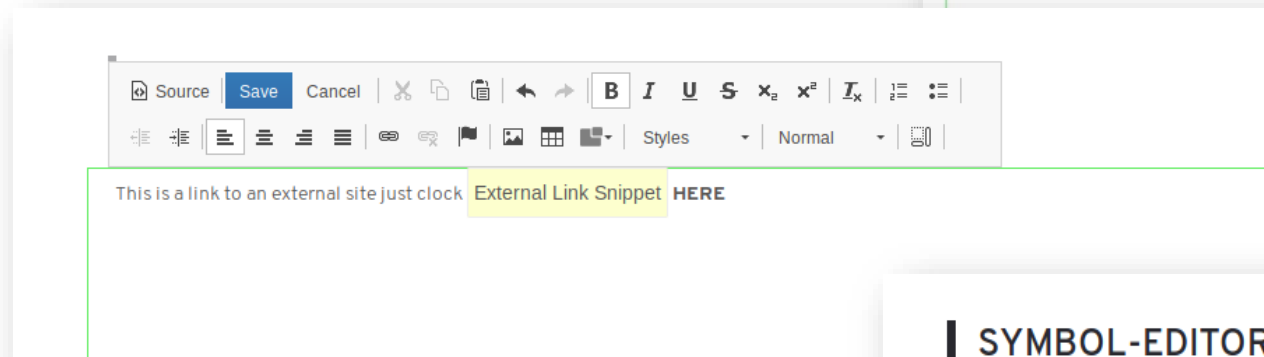 Source Save Cancel B I U S x₂ x² Tx
Styles Normal
This is a link to an external site just clock External Link Snippet HERE
SYMBOL-EDITOR